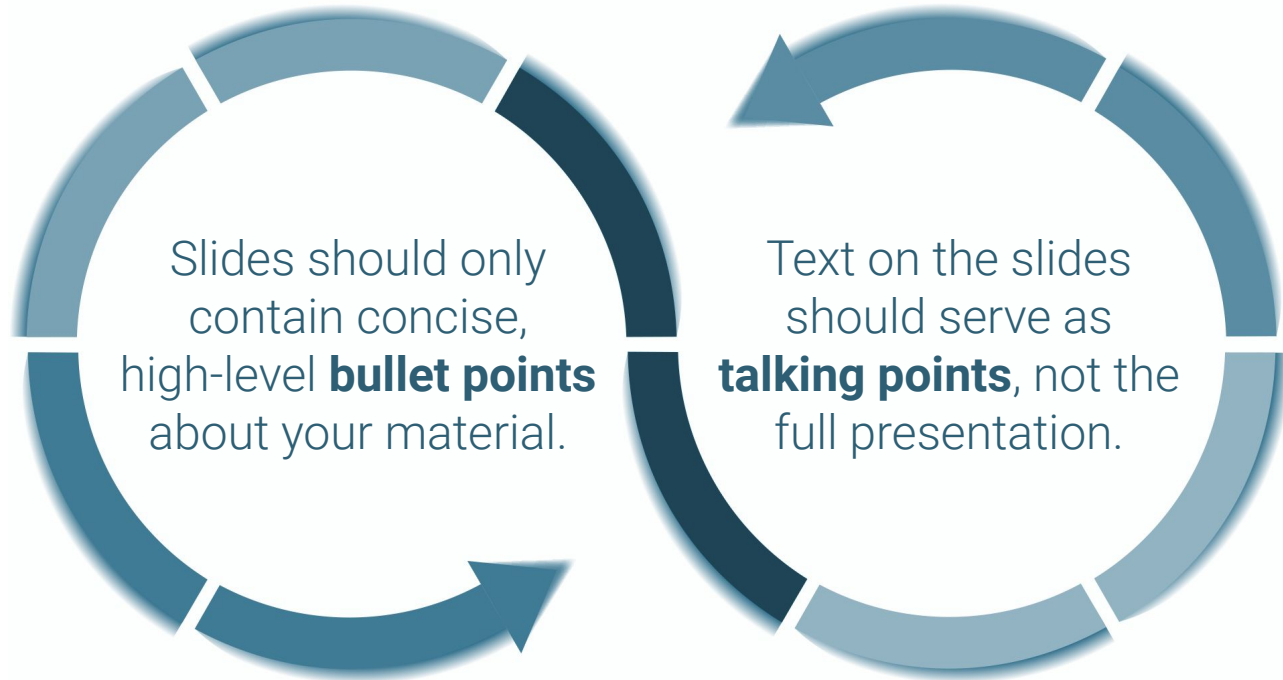 Slides should only
contain concise,
high-level bullet points
about your material.
Text on the slides
should serve as
talking points, not the
full presentation.